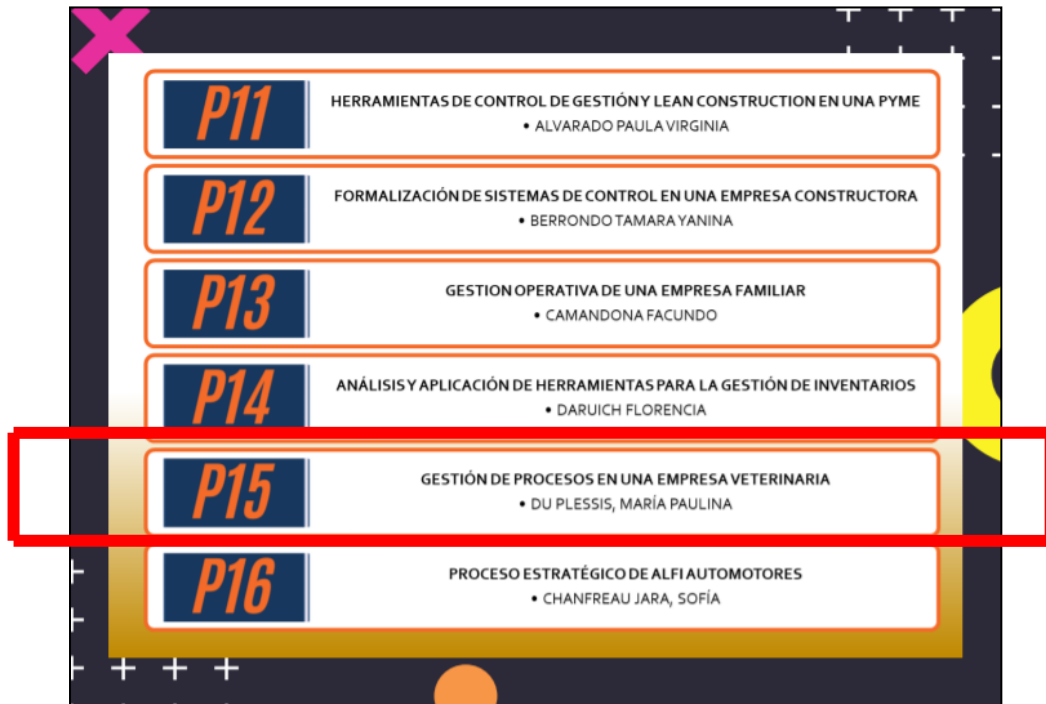 P11
HERRAMIENTAS DE CONTROL DE GESTIÓN Y LEAN CONSTRUCTION EN UNA PYME
• ALVARADO PAULA VIRGINIA
P12
FORMALIZACIÓN DE SISTEMAS DE CONTROL EN UNA EMPRESA CONSTRUCTORA
• BERRONDO TAMARA YANINA
P13
GESTION OPERATIVA DE UNA EMPRESA FAMILIAR
• CAMANDONA FACUNDO
P14
ANÁLISIS Y APLICACIÓN DE HERRAMIENTAS PARA LA GESTIÓN DE INVENTARIOS
• DARUICH FLORENCIA
P15
GESTIÓN DE PROCESOS EN UNA EMPRESA VETERINARIA
• DU PLESSIS, MARÍA PAULINA
P16
PROCESO ESTRATÉGICO DE ALFI AUTOMOTORES
• CHANFREAU JARA, SOFÍA